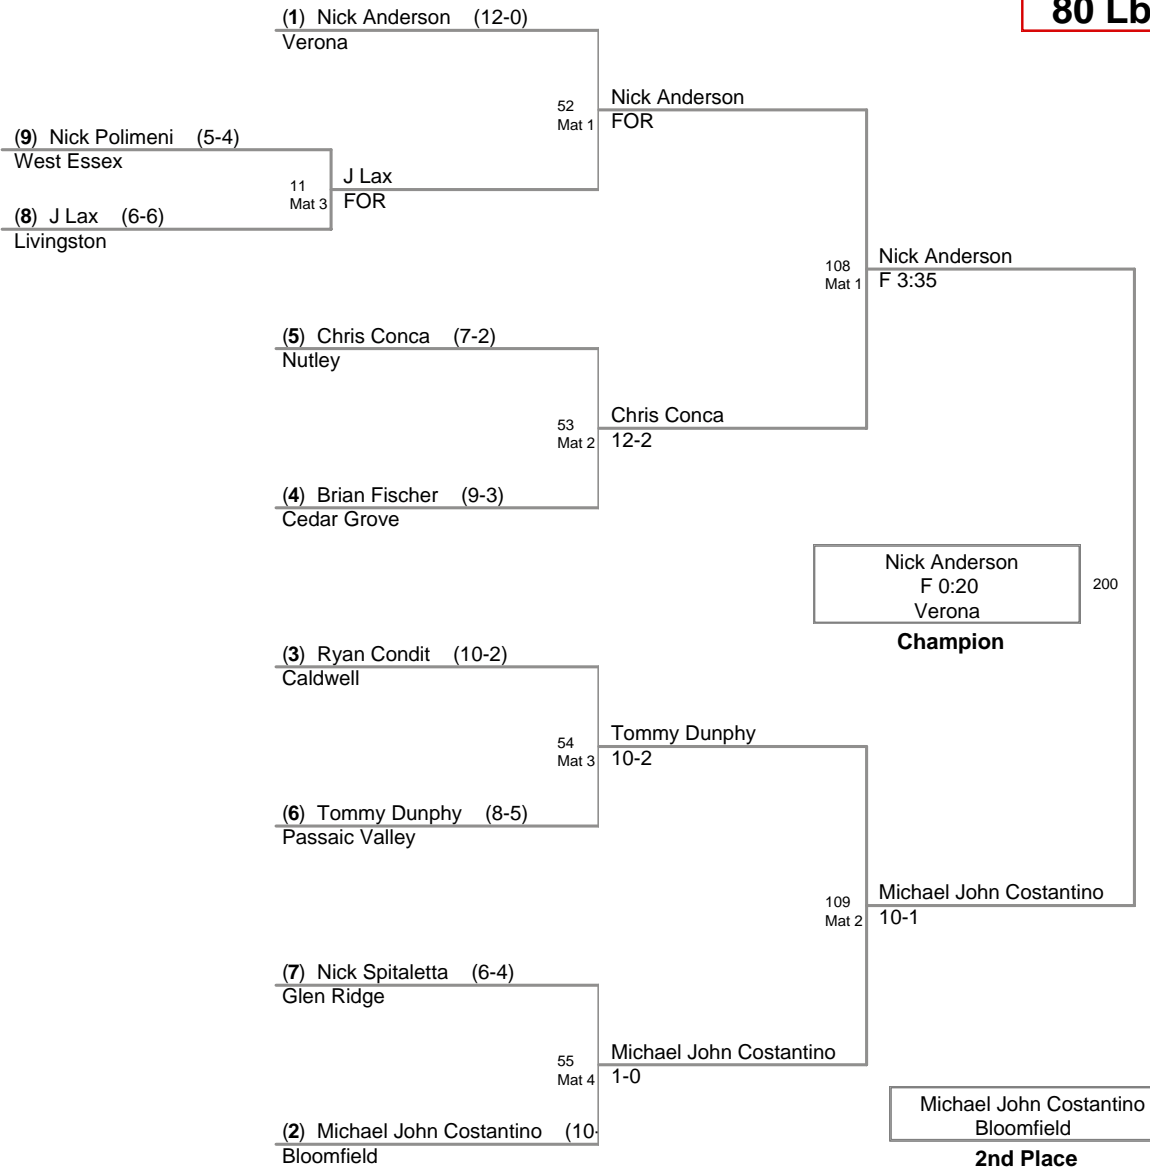 80 Lb
(1) Nick Anderson (12-0)
Verona
52
Mat 1
Nick Anderson
FOR
(9) Nick Polimeni (5-4)
West Essex
11
Mat 3
J Lax
FOR
(8) J Lax (6-6)
Livingston
108
Mat 1
Nick Anderson
F 3:35
(5) Chris Conca (7-2)
Nutley
53
Mat 2
Chris Conca
12-2
(4) Brian Fischer (9-3)
Cedar Grove
Nick Anderson
F 0:20
Verona
200
Champion
(3) Ryan Condit (10-2)
Caldwell
54
Mat 3
Tommy Dunphy
10-2
(6) Tommy Dunphy (8-5)
Passaic Valley
109
Mat 2
Michael John Costantino
10-1
(7) Nick Spitaletta (6-4)
Glen Ridge
55
Mat 4
Michael John Costantino
1-0
(2) Michael John Costantino (10-
Bloomfield
Michael John Costantino
Bloomfield
2nd Place